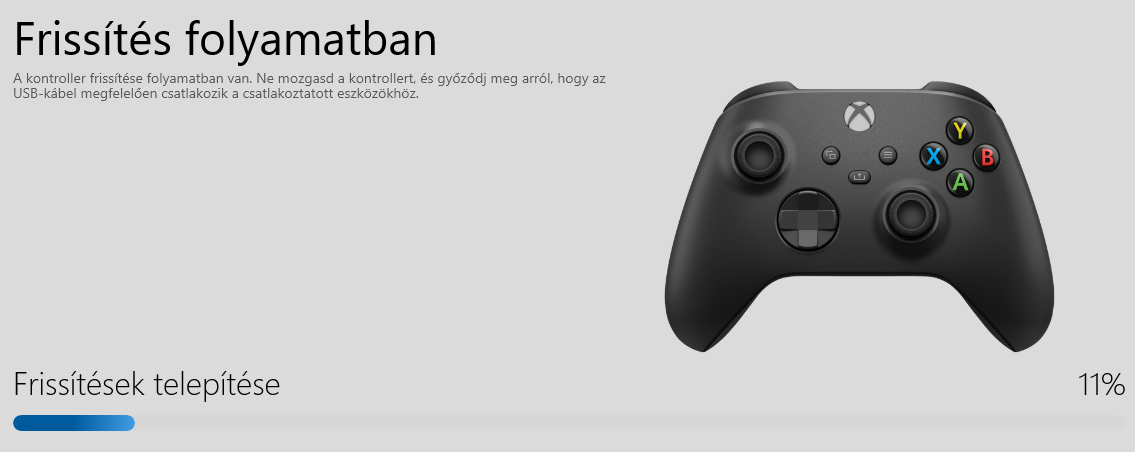 Frissítés folyamatban
A kontroller frissítése folyamatban van. Ne mozgasd a kontrollert, és győződj meg arról, hogy az
USB-kábel megfelelően csatlakozik a csatlakoztatott eszközökhöz.
Y
X
B
A
Frissítések telepítése
11%